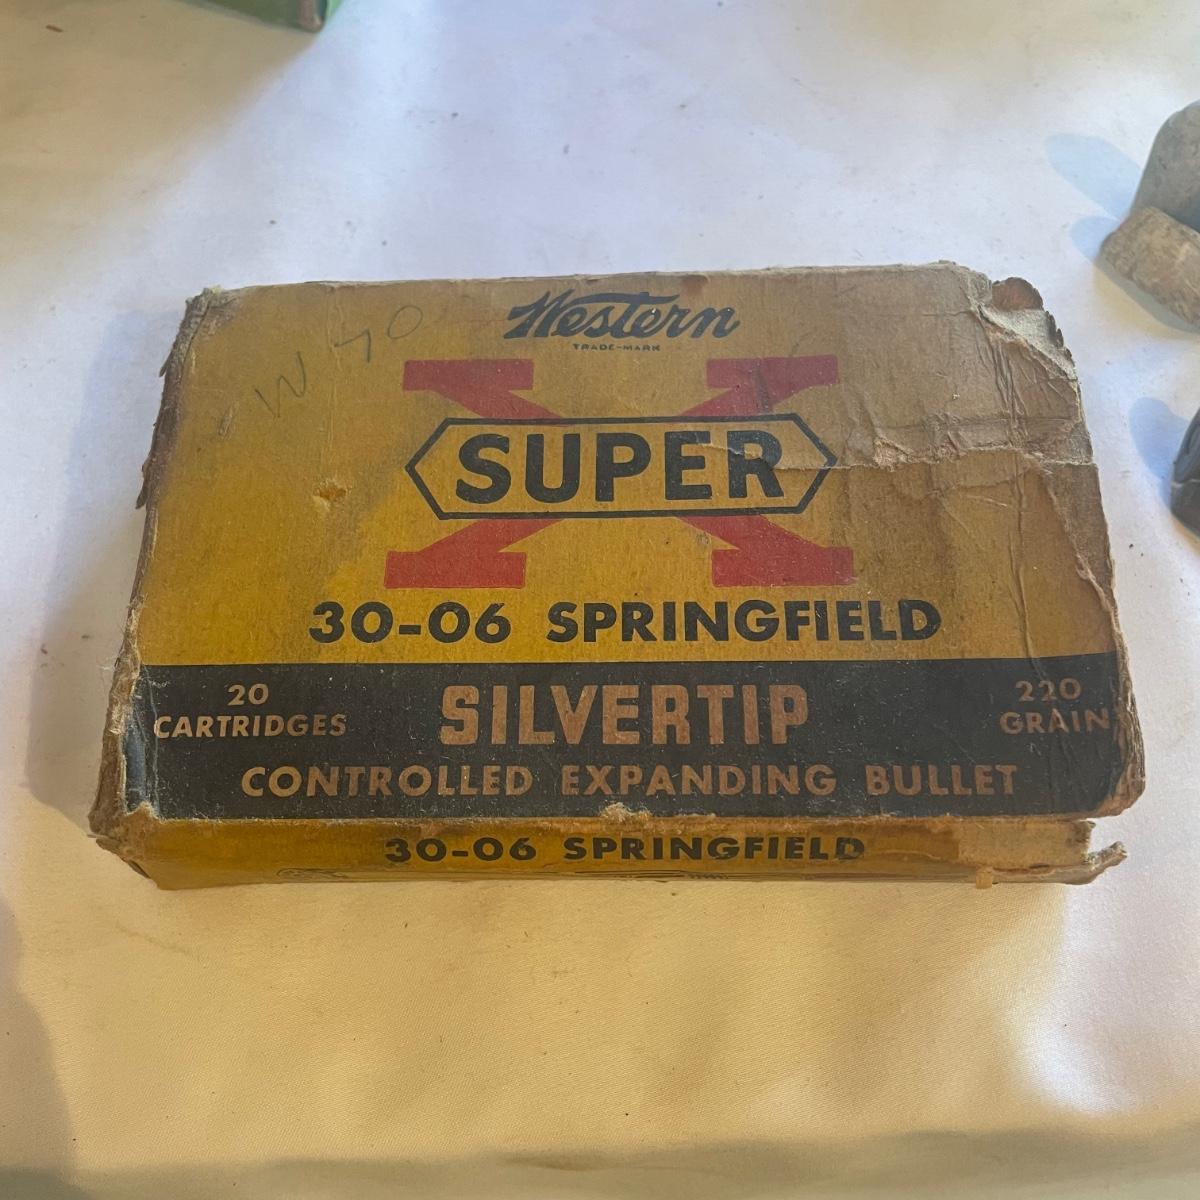 W 70
Western
TRADE-MARK
X
SUPER
30-06 SPRINGFIELD
20
CARTRIDGES
SILVERTIP
220
GRAIN
CONTROLLED EXPANDING BULLET
30-06 SPRINGFIELD